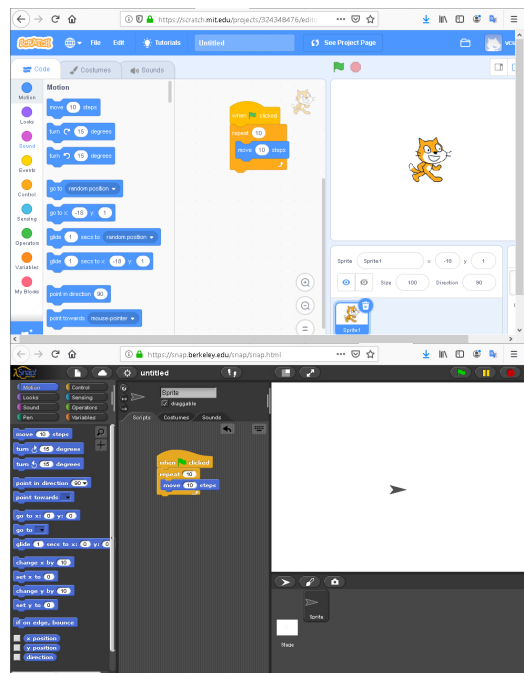 https://scratch.mit.edu/projects/324348476/edit
SCRATCH File Edit Tutorials Untitled See Project Page
Code Costumes Sounds
Motion
Looks
Sound
Events
Control
Sensing
Operators
Variables
My Blocks
Motion
move 10 steps
turn 15 degrees
turn 15 degrees
go to random position
go to x: -18 y: 1
glide 1 secs to random position
glide 1 secs to x: -18 y: 1
point in direction 90
point towards mouse-pointer
when clicked
repeat 10
move 10 steps
Sprite Sprite1 x y 1
Size 100 Direction 90
Sprite1
https://snap.berkeley.edu/snap/snap.html
Snap! untitled
Motion Control
Looks Sensing
Sound Operators
Pen Variables
Sprite
draggable
Scripts Costumes Sounds
move 10 steps
turn 15 degrees
turn 15 degrees
point in direction 90
point towards
go to x: 0 y: 0
go to
glide 1 secs to x: 0 y: 0
change x by 10
set x to 0
change y by 10
set y to 0
if on edge, bounce
x position
y position
direction
when clicked
repeat 10
move 10 steps
Sprite
Stage